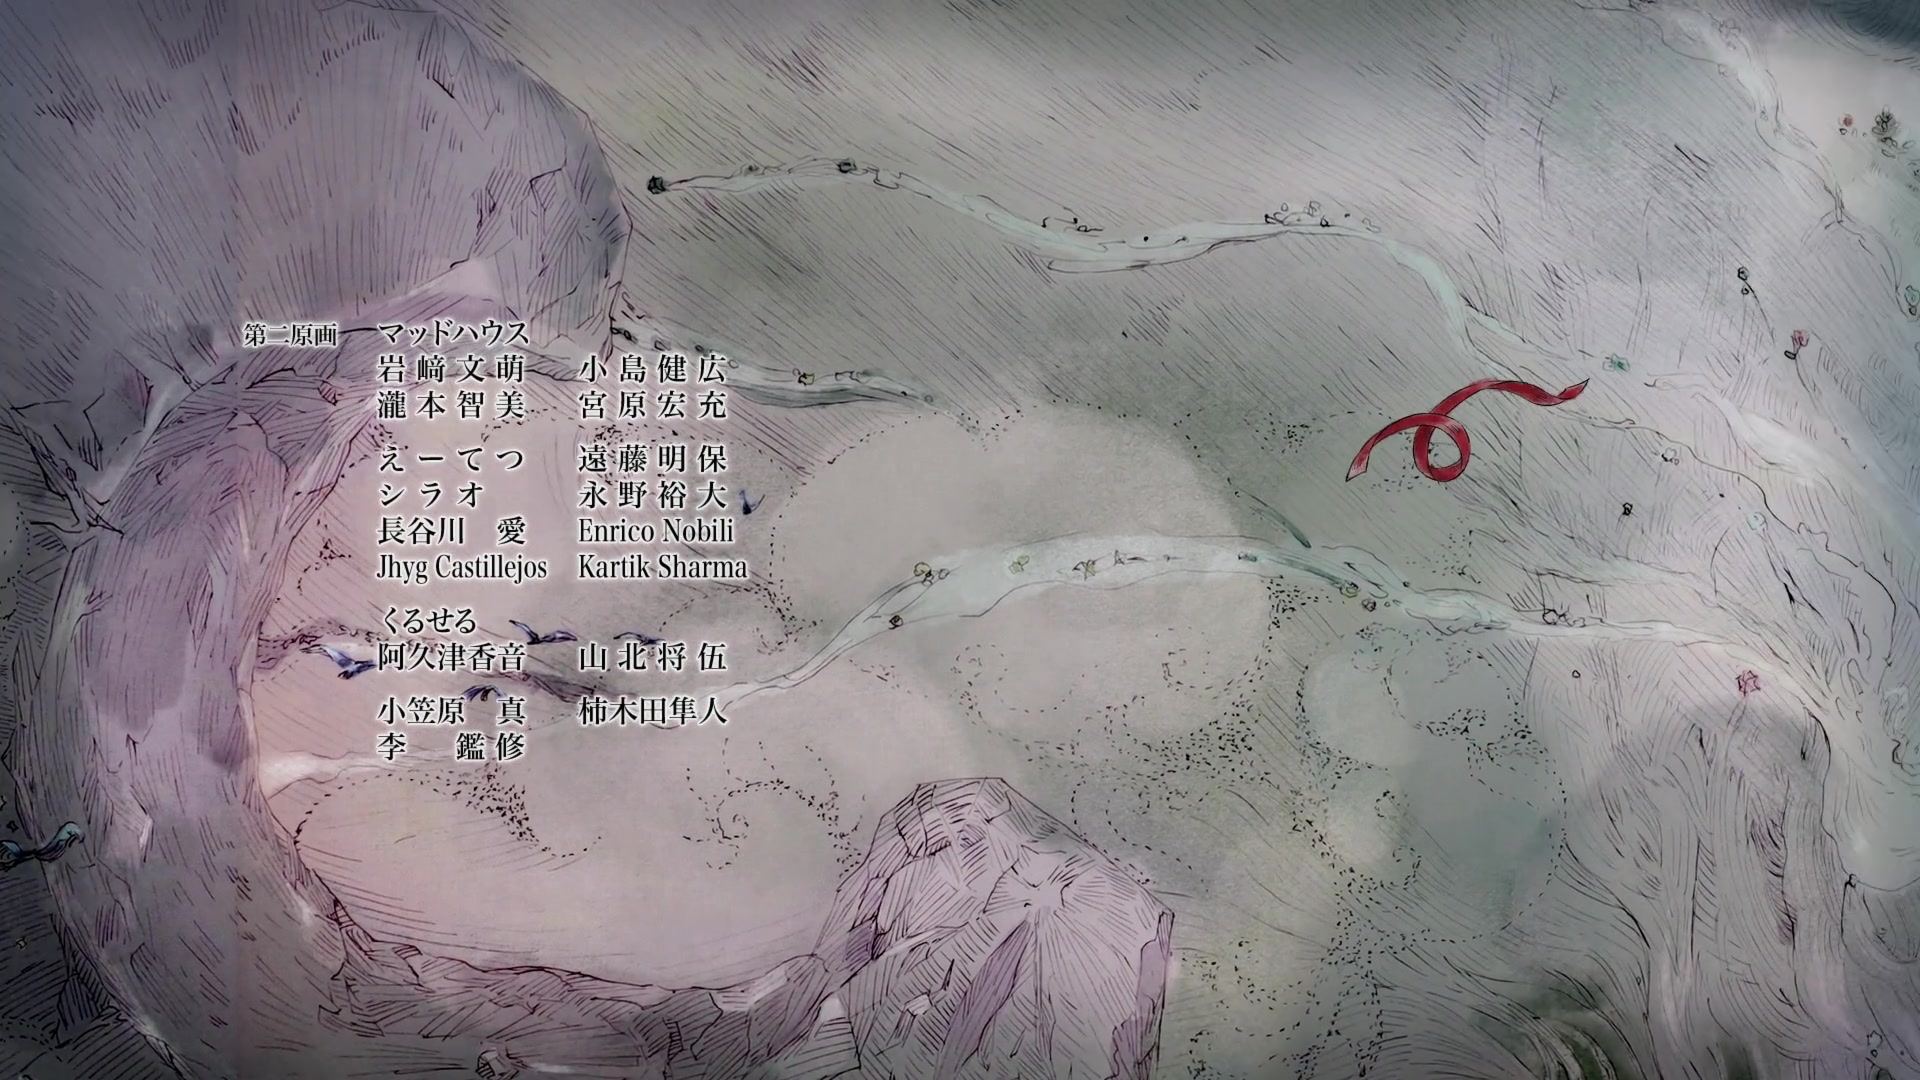 第二原画 マッドハウス
岩﨑文萌 小島健広
瀧本智美 宮原宏充
えーてつ 遠藤明保
シラオ 永野裕大
長谷川 愛 Enrico Nobili
Jhyg Castillejos Kartik Sharma
くるせる
阿久津香音 山北将伍
小笠原 真 柿木田隼人
李 鑑修